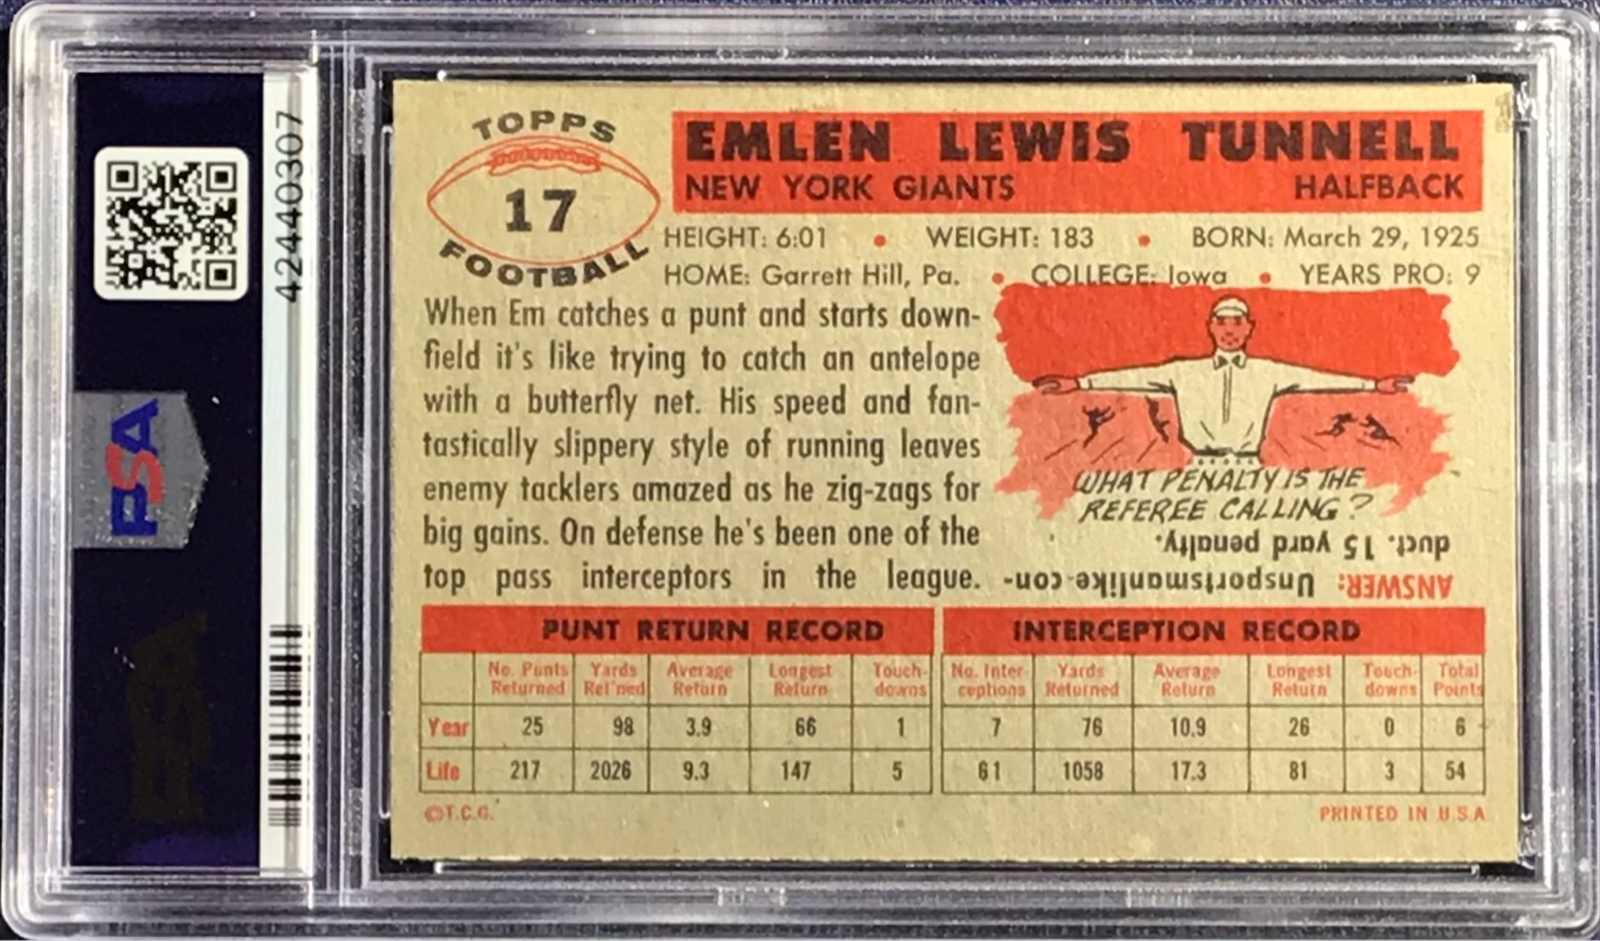 42440307
PSA
TOPPS
17
FOOTBALL
EMLEN LEWIS TUNNELL
NEW YORK GIANTS HALFBACK
HEIGHT: 6:01 • WEIGHT: 183 • BORN: March 29, 1925
HOME: Garrett Hill, Pa. • COLLEGE: Iowa • YEARS PRO: 9
When Em catches a punt and starts down-
field it's like trying to catch an antelope
with a butterfly net. His speed and fan-
tastically slippery style of running leaves
enemy tacklers amazed as he zig-zags for
big gains. On defense he's been one of the
top pass interceptors in the league.
WHAT PENALTY IS THE
REFEREE CALLING?
ANSWER: Unsportsmanlike con-
duct. 15 yard penalty.
PUNT RETURN RECORD INTERCEPTION RECORD
No. Punts Yards Average Longest Touch- No. Inter- Yards Average Longest Touch- Total
Returned Ret'ned Return Return downs ceptions Returned Return Return downs Points
Year 25 98 3.9 66 1 7 76 10.9 26 0 6
Life 217 2026 9.3 147 5 61 1058 17.3 81 3 54
©T.C.G. PRINTED IN U.S.A